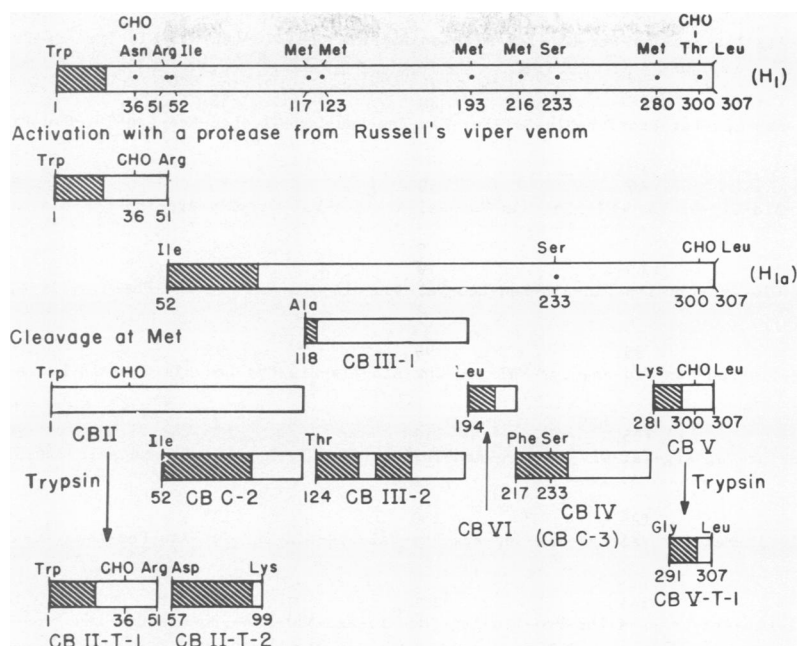 CHO CHO
Trp Asn Arg Ile Met Met Met Met Ser Met Thr Leu
(H₁)
1 36 51 52 117 123 193 216 233 280 300 307
Activation with a protease from Russell's viper venom
Trp CHO Arg
1 36 51
Ile Ser CHO Leu
(H₁ₐ)
52 233 300 307
Ala
Cleavage at Met
118 CB III-1
Trp CHO Leu Lys CHO Leu
1 194 281 300 307
CBII CB V
Ile Thr Phe Ser
Trypsin Trypsin
52 CB C-2 124 CB III-2 CB VI 217 233 CB IV
(CB C-3)
Gly Leu
291 307
CB V-T-1
Trp CHO Arg Asp Lys
1 36 51 57 99
CB II-T-1 CB II-T-2